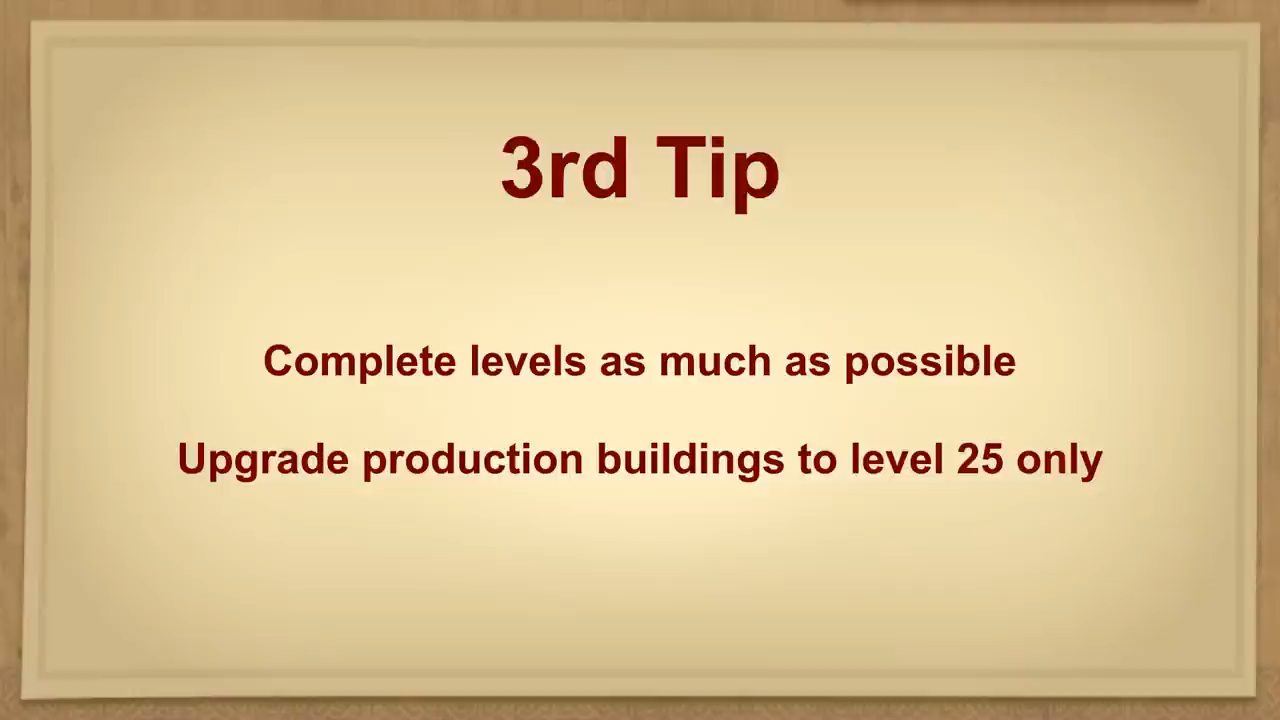 3rd Tip
Complete levels as much as possible
Upgrade production buildings to level 25 only